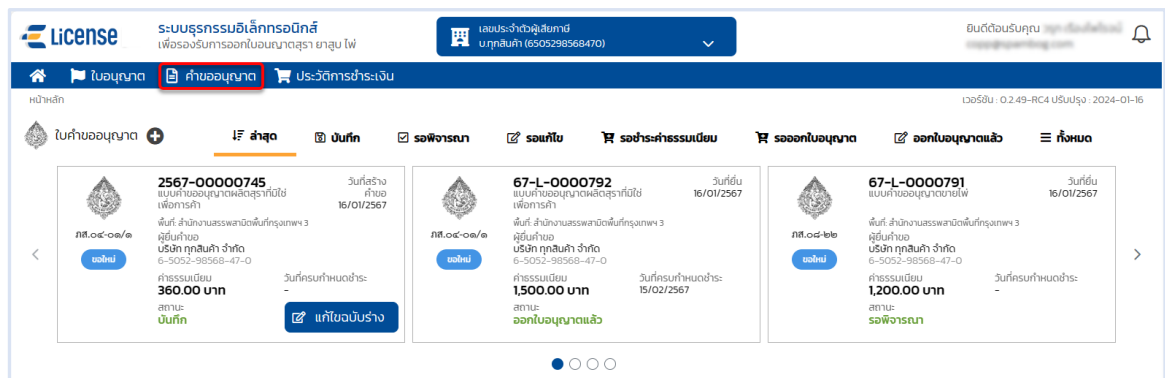 License
ระบบธุรกรรมอิเล็กทรอนิกส์
เพื่อรองรับการออกใบอนุญาตสุรา ยาสูบ ไพ่
เลขประจำตัวผู้เสียภาษี
บ.ทุกสินค้า (6505298568470)
ยินดีต้อนรับคุณ
ใบอนุญาต
คำขออนุญาต
ประวัติการชำระเงิน
หน้าหลัก
เวอร์ชัน : 0.2.49-RC4 ปรับปรุง : 2024-01-16
ใบคำขออนุญาต
ล่าสุด
บันทึก
รอพิจารณา
รอแก้ไข
รอชำระค่าธรรมเนียม
รอออกใบอนุญาต
ออกใบอนุญาตแล้ว
ทั้งหมด
ภส.๐๔-๐๑/๑
ขอใหม่
2567-00000745
แบบคำขออนุญาตผลิตสุราที่มิใช่
เพื่อการค้า
วันที่สร้าง
คำขอ
16/01/2567
พื้นที่: สำนักงานสรรพสามิตพื้นที่กรุงเทพฯ 3
ผู้ยื่นคำขอ
บริษัท ทุกสินค้า จำกัด
6-5052-98568-47-0
ค่าธรรมเนียม
360.00 บาท
วันที่ครบกำหนดชำระ
-
สถานะ
บันทึก
แก้ไขฉบับร่าง
ภส.๐๔-๐๑/๑
ขอใหม่
67-L-0000792
แบบคำขออนุญาตผลิตสุราที่มิใช่
เพื่อการค้า
วันที่ยื่น
16/01/2567
พื้นที่: สำนักงานสรรพสามิตพื้นที่กรุงเทพฯ 3
ผู้ยื่นคำขอ
บริษัท ทุกสินค้า จำกัด
6-5052-98568-47-0
ค่าธรรมเนียม
1,500.00 บาท
วันที่ครบกำหนดชำระ
15/02/2567
สถานะ
ออกใบอนุญาตแล้ว
ภส.๐๘-๒๒
ขอใหม่
67-L-0000791
แบบคำขออนุญาตขายไพ่
วันที่ยื่น
16/01/2567
พื้นที่: สำนักงานสรรพสามิตพื้นที่กรุงเทพฯ 3
ผู้ยื่นคำขอ
บริษัท ทุกสินค้า จำกัด
6-5052-98568-47-0
ค่าธรรมเนียม
1,200.00 บาท
วันที่ครบกำหนดชำระ
-
สถานะ
รอพิจารณา